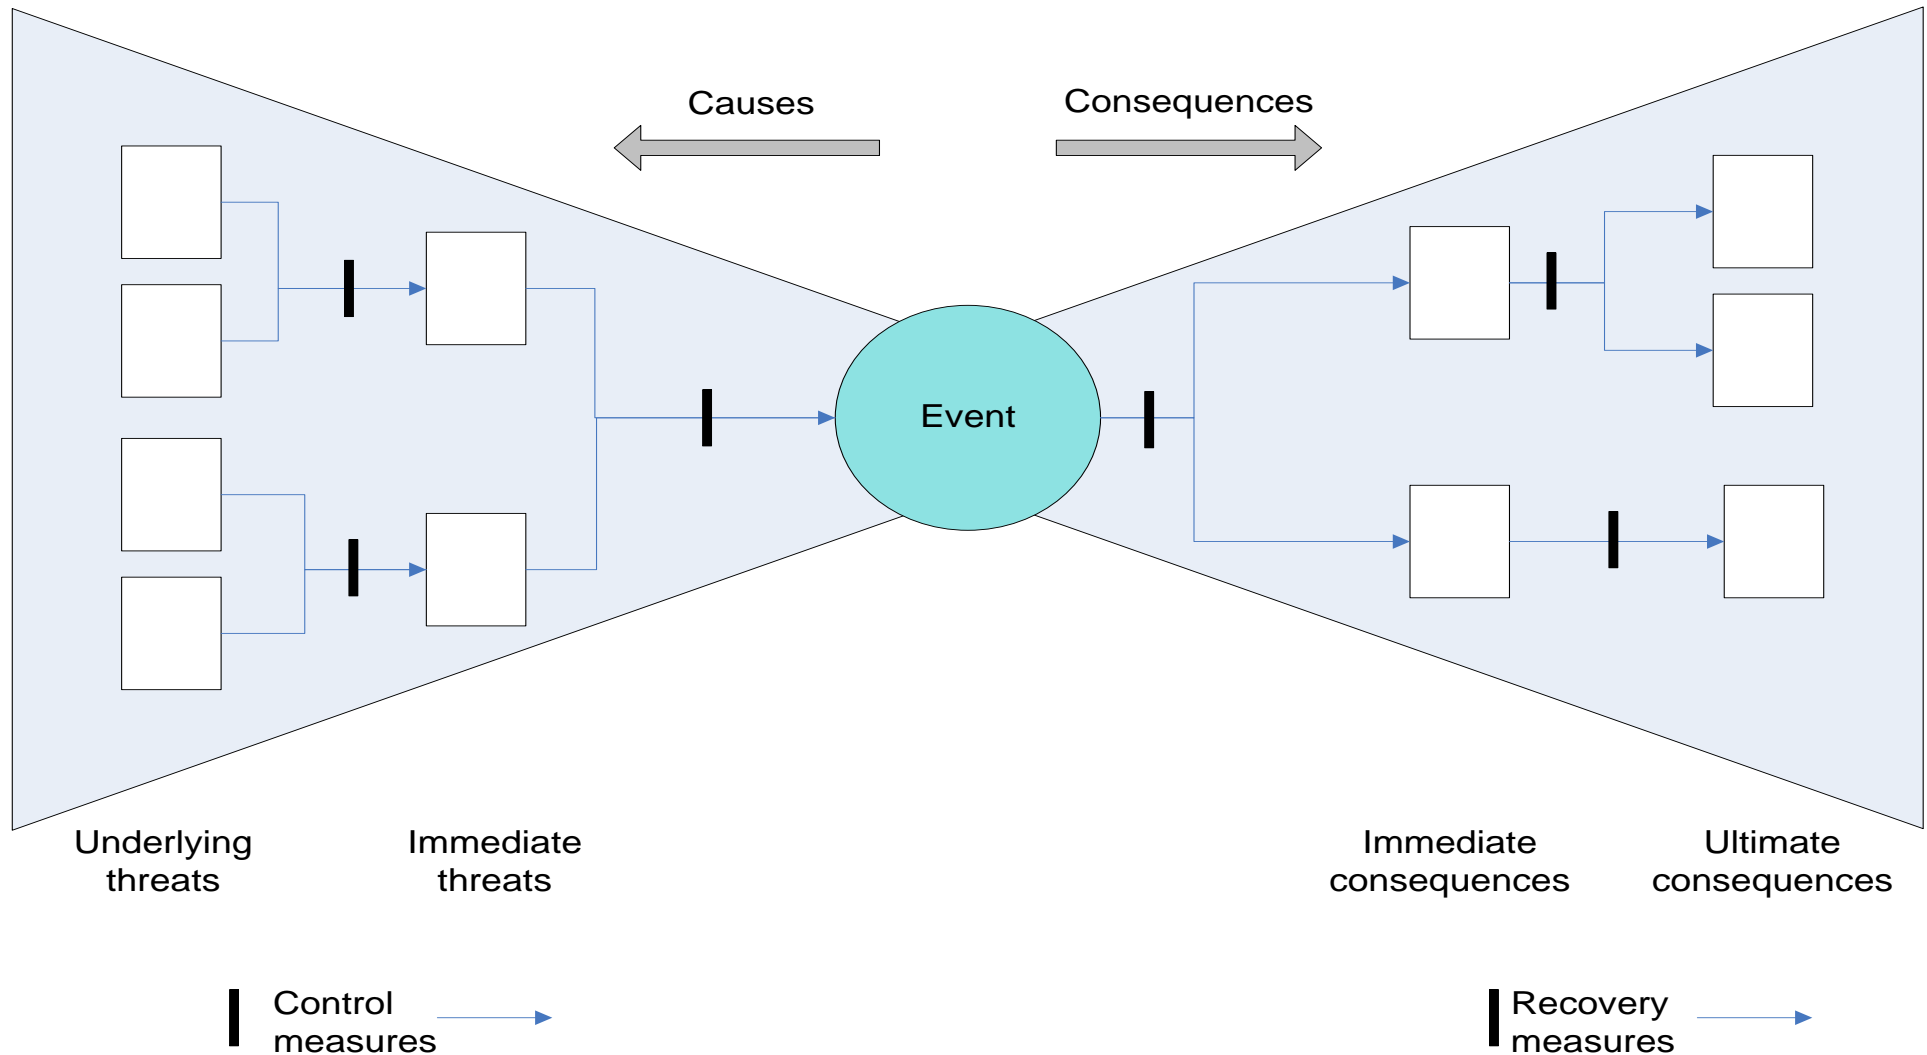 Causes
Consequences
Event
Underlying
threats
Immediate
threats
Immediate
consequences
Ultimate
consequences
Control
measures
Recovery
measures